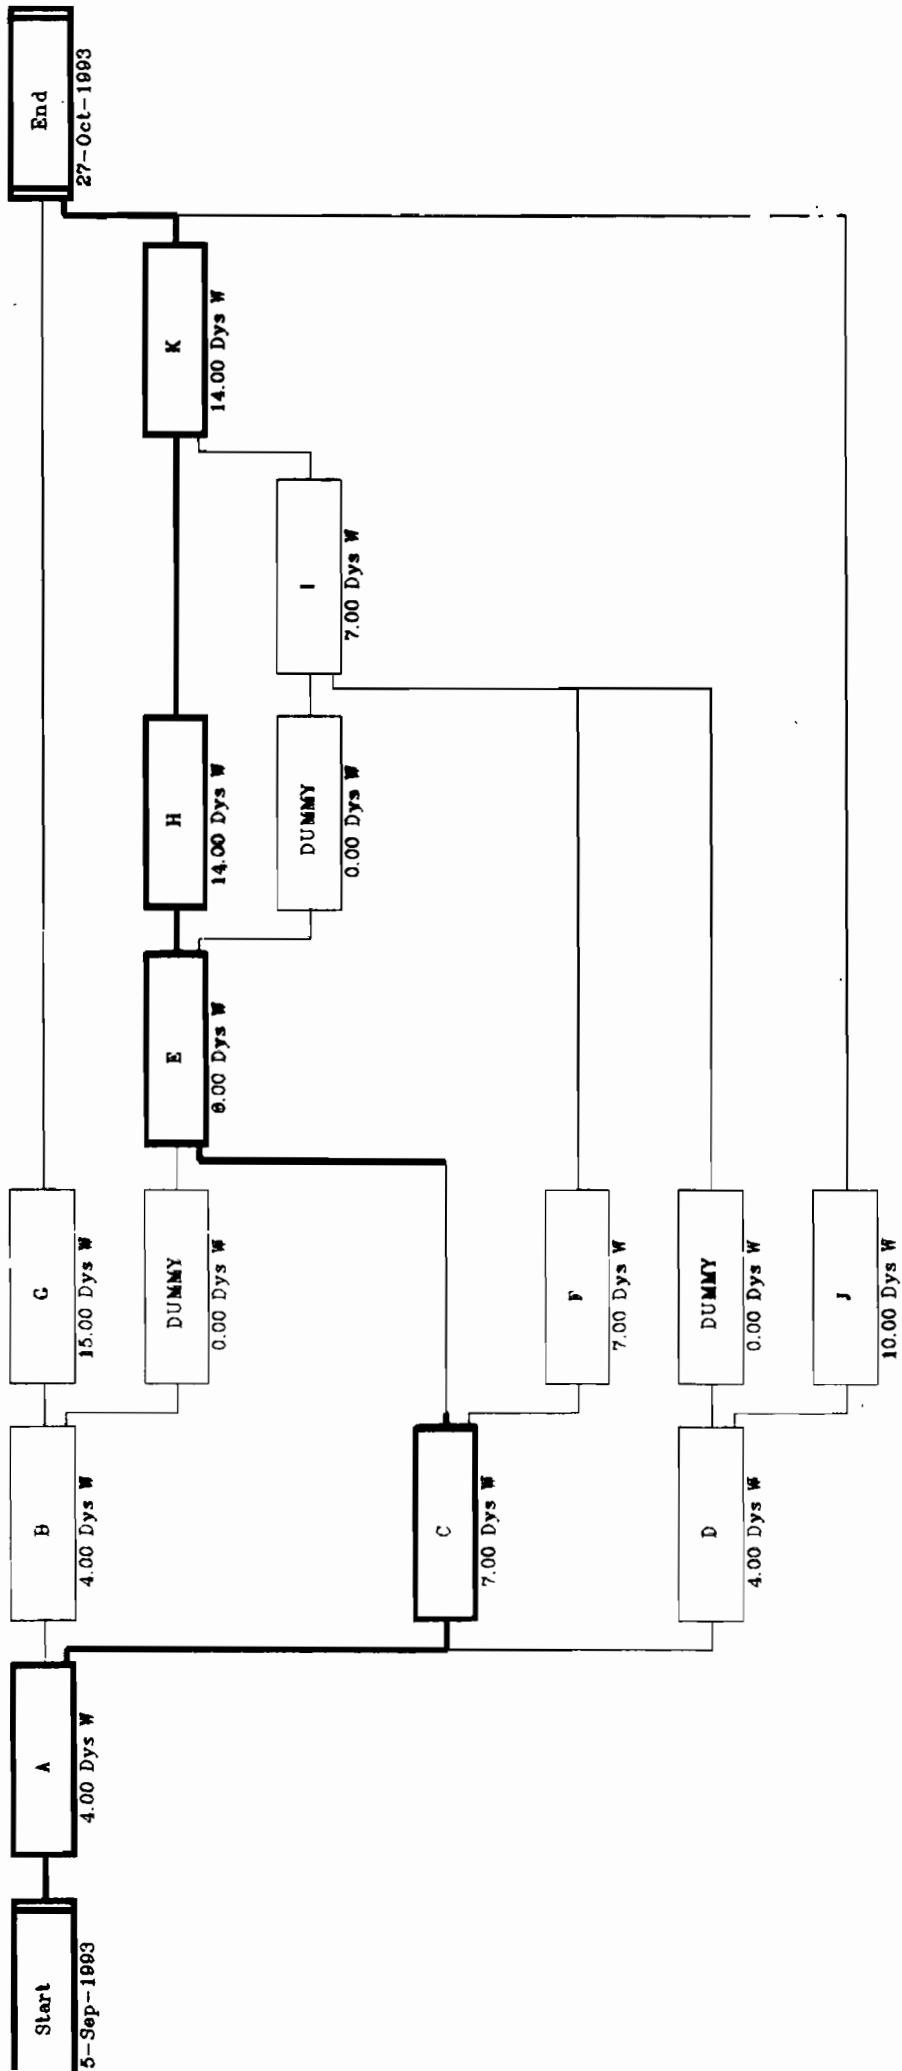 Start
5-Sep-1993
A
4.00 Dys W
B
4.00 Dys W
G
15.00 Dys W
End
27-Oct-1993
DUMMY
0.00 Dys W
E
Dys W
H
14.00 Dys W
K
14.00 Dys W
DUMMY
0.00 Dys W
I
7.00 Dys W
C
7.00 Dys W
F
7.00 Dys W
D
4.00 Dys W
DUMMY
0.00 Dys W
J
10.00 Dys W